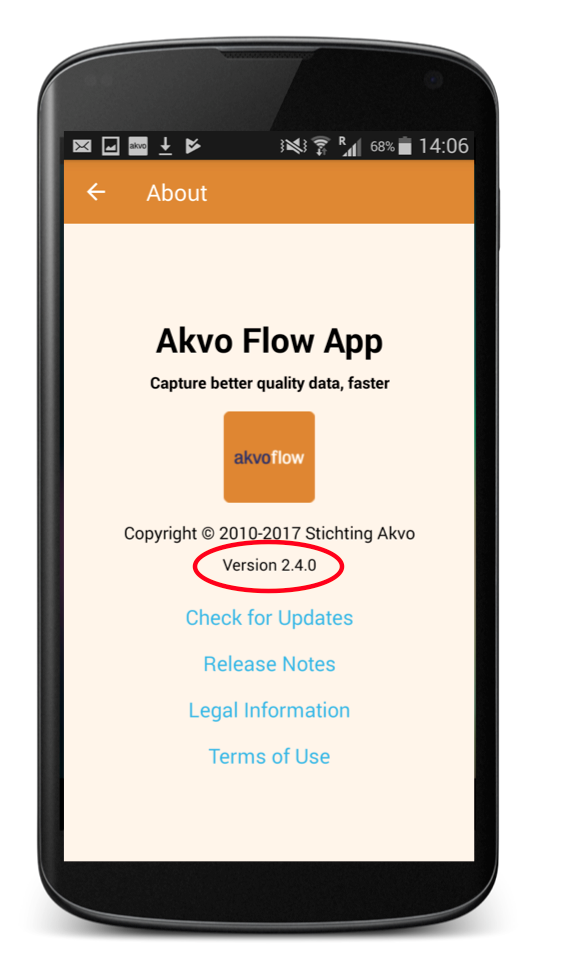 akvo R 68% 14:06
About
Akvo Flow App
Capture better quality data, faster
akvoflow
Copyright © 2010-2017 Stichting Akvo
Version 2.4.0
Check for Updates
Release Notes
Legal Information
Terms of Use